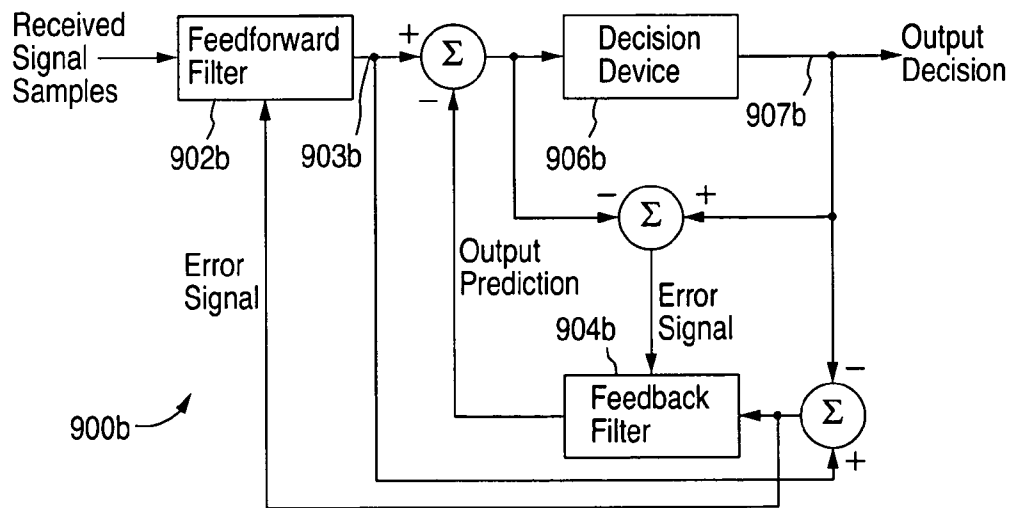 Received
Signal
Samples
Feedforward
Filter
902b
903b
+
Σ
−
Decision
Device
906b
907b
Output
Decision
−
Σ
+
Output
Prediction
Error
Signal
Error
Signal
904b
Feedback
Filter
−
Σ
+
900b